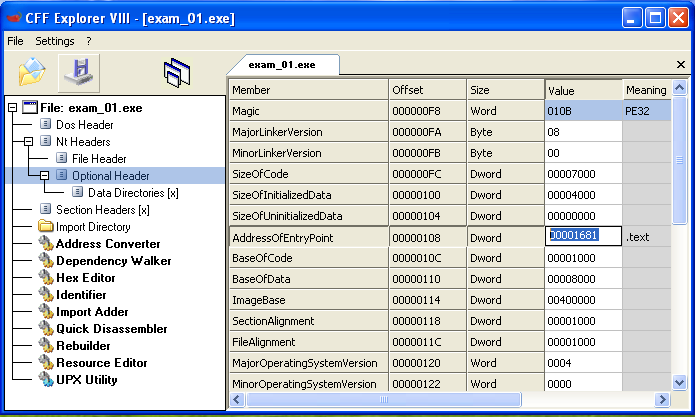 CFF Explorer VIII - [exam_01.exe]
File Settings ?
exam_01.exe
File: exam_01.exe
Dos Header
Nt Headers
File Header
Optional Header
Data Directories [x]
Section Headers [x]
Import Directory
Address Converter
Dependency Walker
Hex Editor
Identifier
Import Adder
Quick Disassembler
Rebuilder
Resource Editor
UPX Utility
Member Offset Size Value Meaning
Magic 000000F8 Word 010B PE32
MajorLinkerVersion 000000FA Byte 08
MinorLinkerVersion 000000FB Byte 00
SizeOfCode 000000FC Dword 00007000
SizeOfInitializedData 00000100 Dword 00004000
SizeOfUninitializedData 00000104 Dword 00000000
AddressOfEntryPoint 00000108 Dword 00001681 .text
BaseOfCode 0000010C Dword 00001000
BaseOfData 00000110 Dword 00008000
ImageBase 00000114 Dword 00400000
SectionAlignment 00000118 Dword 00001000
FileAlignment 0000011C Dword 00001000
MajorOperatingSystemVersion 00000120 Word 0004
MinorOperatingSystemVersion 00000122 Word 0000